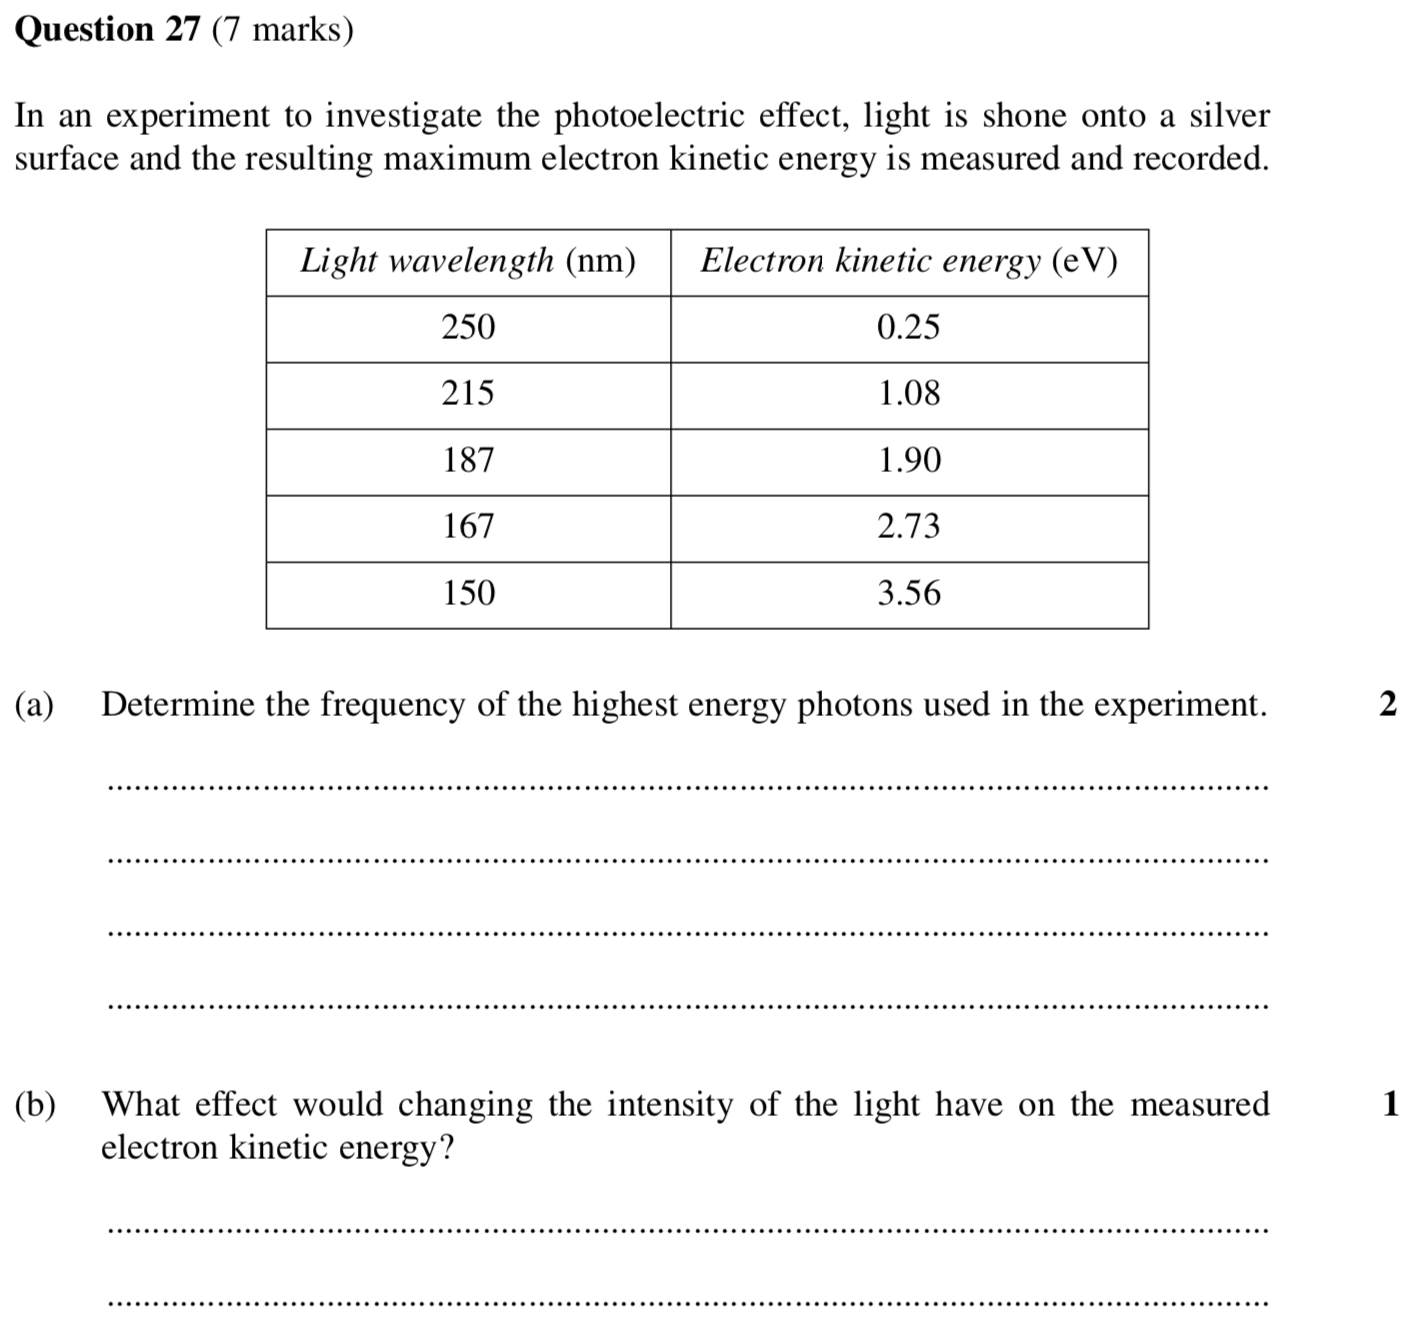 Question 27 (7 marks)
In an experiment to investigate the photoelectric effect, light is shone onto a silver
surface and the resulting maximum electron kinetic energy is measured and recorded.
Light wavelength (nm) Electron kinetic energy (eV)
250 0.25
215 1.08
187 1.90
167 2.73
150 3.56
(a) Determine the frequency of the highest energy photons used in the experiment. 2
(b) What effect would changing the intensity of the light have on the measured 1
electron kinetic energy?